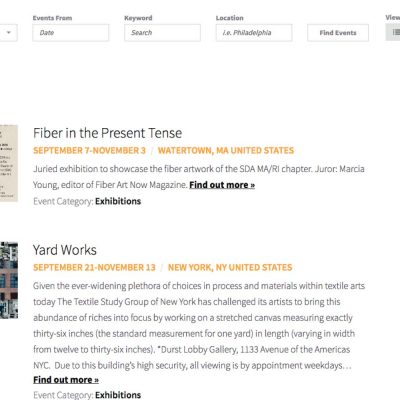 Events From
Keyword
Location
View
Date
Search
i.e. Philadelphia
Find Events
Fiber in the Present Tense
SEPTEMBER 7-NOVEMBER 3 / WATERTOWN, MA UNITED STATES
Juried exhibition to showcase the fiber artwork of the SDA MA/RI chapter. Juror: Marcia
Young, editor of Fiber Art Now Magazine. Find out more »
Event Category: Exhibitions
Yard Works
SEPTEMBER 21-NOVEMBER 13 / NEW YORK, NY UNITED STATES
Given the ever-widening plethora of choices in process and materials within textile arts
today The Textile Study Group of New York has challenged its artists to bring this
abundance of riches into focus by working on a stretched canvas measuring exactly
thirty-six inches (the standard measurement for one yard) in length (varying in width
from twelve to thirty-six inches). *Durst Lobby Gallery, 1133 Avenue of the Americas
NYC. Due to this building's high security, all viewing is by appointment weekdays…
Find out more »
Event Category: Exhibitions